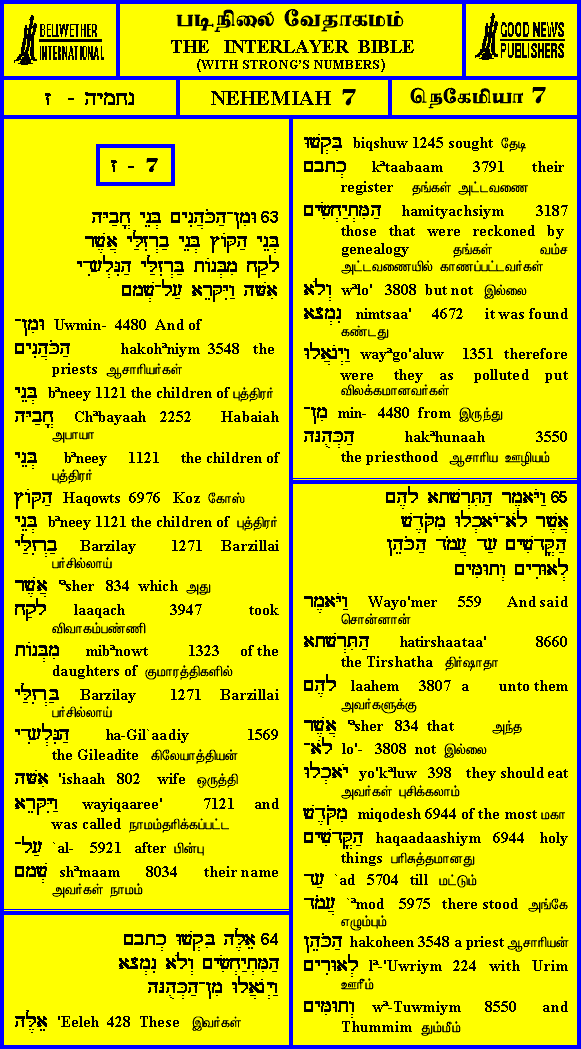 BELLWETHER
INTERNATIONAL
படிநிலை வேதாகமம்
THE INTERLAYER BIBLE
(WITH STRONG'S NUMBERS)
GOOD NEWS
PUBLISHERS
נחמיה - ז
NEHEMIAH 7
நெகேமியா 7
ז - 7
63 וּמִן־הַכֹּהֲנִים בְּנֵי חֳבַיָּה
בְּנֵי הַקּוֹץ בְּנֵי בַרְזִלַּי אֲשֶׁר
לָקַח מִבְּנוֹת בַּרְזִלַּי הַגִּלְעָדִי
אִשָּׁה וַיִּקָּרֵא עַל־שְׁמָם
וּמִן־ Uwmin- 4480 And of
הַכֹּהֲנִים hakohªniym 3548 the
priests ஆசாரியர்கள்
בְּנֵי bªneey 1121 the children of புத்திரர்
חֳבַיָּה Chªbayaah 2252 Habaiah
அபாயா
בְּנֵי bªneey 1121 the children of
புத்திரர்
הַקּוֹץ Haqowts 6976 Koz கோஸ்
בְּנֵי bªneey 1121 the children of புத்திரர்
בַרְזִלַּי Barzilay 1271 Barzillai
பர்சில்லாய்
אֲשֶׁר ªsher 834 which அது
לָקַח laaqach 3947 took
விவாகம்பண்ணி
מִבְּנוֹת mibªnowt 1323 of the
daughters of குமாரத்திகளில்
בַּרְזִלַּי Barzilay 1271 Barzillai
பர்சில்லாய்
הַגִּלְעָדִי ha-Gil`aadiy 1569
the Gileadite கிலேயாத்தியன்
אִשָּׁה 'ishaah 802 wife ஒருத்தி
וַיִּקָּרֵא wayiqaaree' 7121 and
was called நாமம்தரிக்கப்பட்ட
עַל־ `al- 5921 after பின்பு
שְׁמָם shªmaam 8034 their name
அவர்கள் நாமம்
64 אֵלֶּה בִּקְשׁוּ כְתָבָם
הַמִּתְיַחְשִׂים וְלֹא נִמְצָא
וַיְגֹאֲלוּ מִן־הַכְּהֻנָּה
אֵלֶּה 'Eeleh 428 These இவர்கள்
בִּקְשׁוּ biqshuw 1245 sought தேடி
כְתָבָם kªtaabaam 3791 their
register தங்கள் அட்டவணை
הַמִּתְיַחְשִׂים hamityachsiym 3187
those that were reckoned by
genealogy தங்கள் வம்ச
அட்டவணையில் காணப்பட்டவர்கள்
וְלֹא wªlo' 3808 but not இல்லை
נִמְצָא nimtsaa' 4672 it was found
கண்டது
וַיְגֹאֲלוּ wayªgo'aluw 1351 therefore
were they as polluted put
விலக்கமானவர்கள்
מִן־ min- 4480 from இருந்து
הַכְּהֻנָּה hakªhunaah 3550
the priesthood ஆசாரிய ஊழியம்
65 וַיֹּאמֶר הַתִּרְשָׁתָא לָהֶם
אֲשֶׁר לֹא־יֹאכְלוּ מִקֹּדֶשׁ
הַקֳּדָשִׁים עַד עֲמֹד הַכֹּהֵן
לְאוּרִים וְתוּמִּים
וַיֹּאמֶר Wayo'mer 559 And said
சொன்னான்
הַתִּרְשָׁתָא hatirshaataa' 8660
the Tirshatha திர்ஷாதா
לָהֶם laahem 3807 a unto them
அவர்களுக்கு
אֲשֶׁר ªsher 834 that அந்த
לֹא־ lo'- 3808 not இல்லை
יֹאכְלוּ yo'kªluw 398 they should eat
அவர்கள் புசிக்கலாம்
מִקֹּדֶשׁ miqodesh 6944 of the most மகா
הַקֳּדָשִׁים haqaadaashiym 6944 holy
things பரிசுத்தமானது
עַד `ad 5704 till மட்டும்
עֲמֹד `ªmod 5975 there stood அங்கே
எழும்பும்
הַכֹּהֵן hakoheen 3548 a priest ஆசாரியன்
לְאוּרִים lª-'Uwriym 224 with Urim
ஊரீம்
וְתוּמִּים wª-Tuwmiym 8550 and
Thummim தும்மீம்